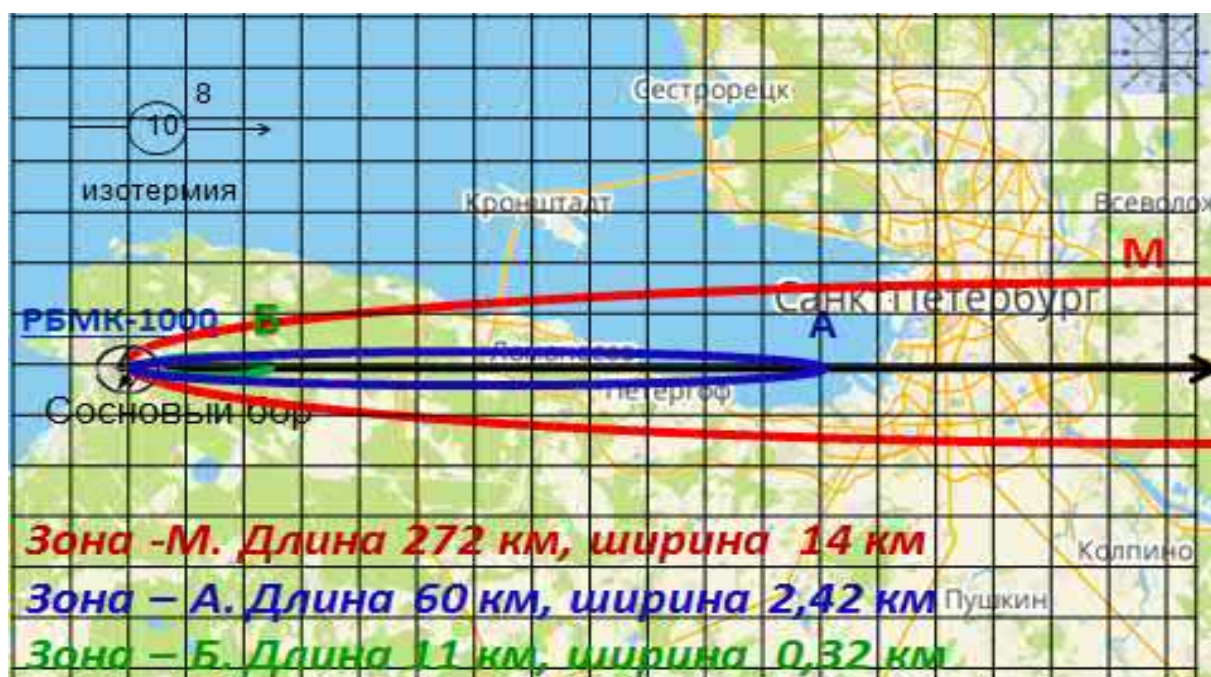 8
10
изотермия
Сестрорецк
Кронштадт
Всеволож
М
Санкт-Петербург
РБМК-1000
Б
А
Ломоносов
Петергоф
Сосновый бор
Зона -М. Длина 272 км, ширина 14 км
Колпино
Зона – А. Длина 60 км, ширина 2,42 км
Пушкин
Зона – Б. Длина 11 км, ширина 0,32 км